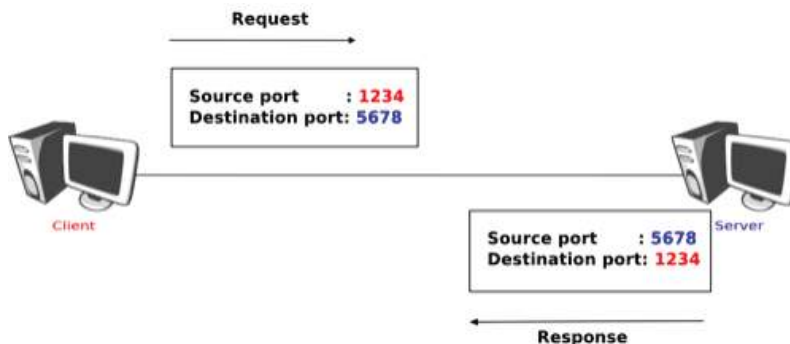 Request
Source port : 1234
Destination port: 5678
Client
Server
Source port : 5678
Destination port: 1234
Response